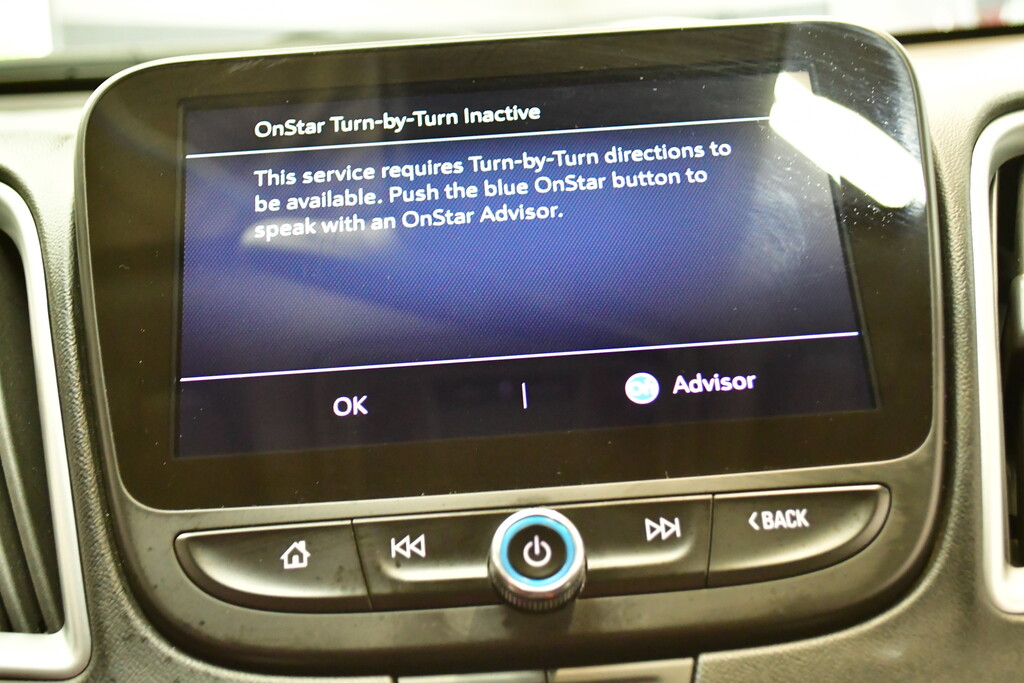 OnStar Turn-by-Turn Inactive
This service requires Turn-by-Turn directions to
be available. Push the blue OnStar button to
speak with an OnStar Advisor.
OK | On Advisor
BACK